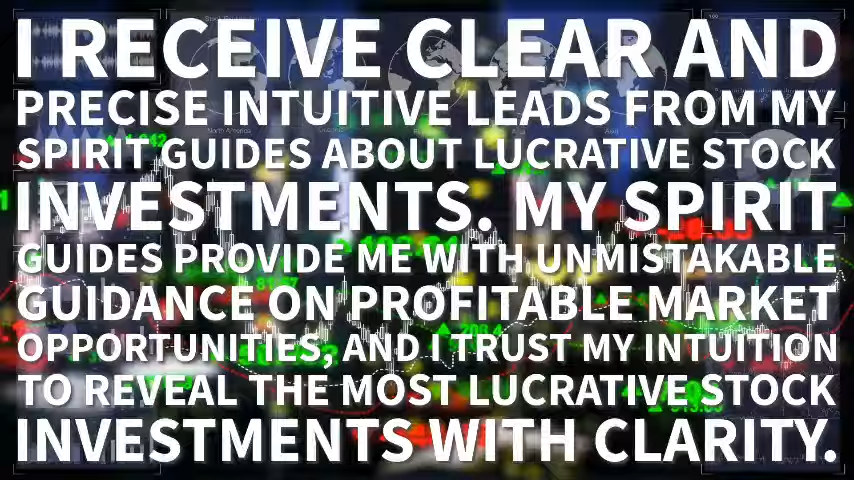 I RECEIVE CLEAR AND
PRECISE INTUITIVE LEADS FROM MY
SPIRIT GUIDES ABOUT LUCRATIVE STOCK
INVESTMENTS. MY SPIRIT
GUIDES PROVIDE ME WITH UNMISTAKABLE
GUIDANCE ON PROFITABLE MARKET
OPPORTUNITIES, AND I TRUST MY INTUITION
TO REVEAL THE MOST LUCRATIVE STOCK
INVESTMENTS WITH CLARITY.